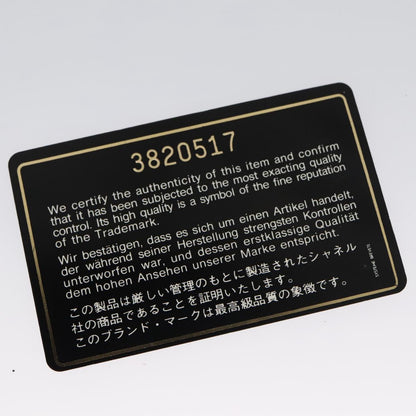 3820517
We certify the authenticity of this item and confirm
that it has been subjected to the most exacting quality
control. Its high quality is a symbol of the fine reputation
of the Trademark.
Wir bestätigen, dass es sich um einen Artikel handelt,
der während seiner Herstellung strengsten Kontrollen
unterworfen war, und dessen erstklassige Qualität
dem hohen Ansehen unserer Marke entspricht.
この製品は厳しい管理のもとに製造されたシャネル
社の商品であることを証明いたします。
このブランド・マークは最高級品質の象徴です。